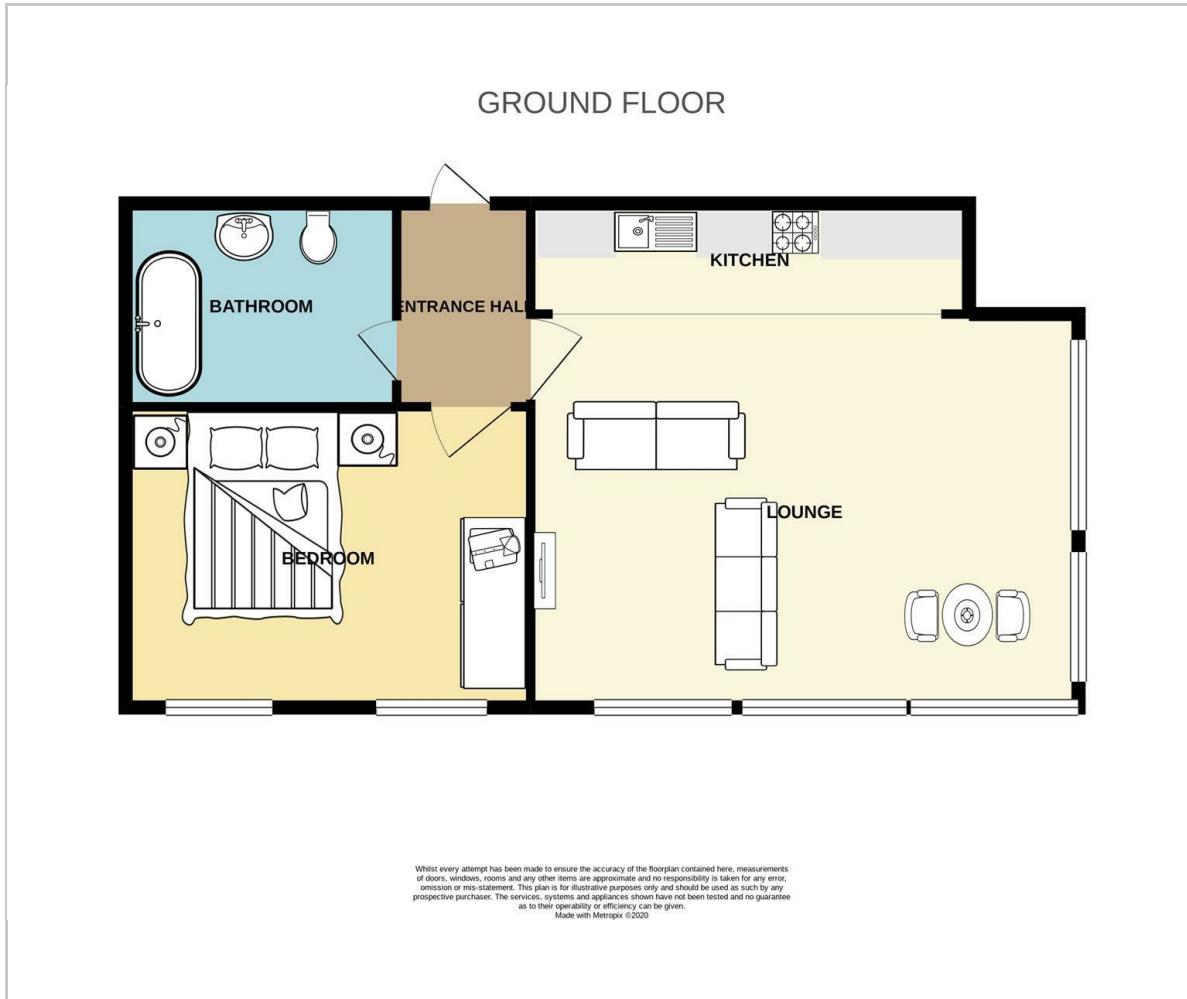 GROUND FLOOR
KITCHEN
BATHROOM
ENTRANCE HALL
LOUNGE
BEDROOM
Whilst every attempt has been made to ensure the accuracy of the floorplan contained here, measurements
of doors, windows, rooms and any other items are approximate and no responsibility is taken for any error,
omission or mis-statement. This plan is for illustrative purposes only and should be used as such by any
prospective purchaser. The services, systems and appliances shown have not been tested and no guarantee
as to their operability or efficiency can be given.
Made with Metropix ©2020